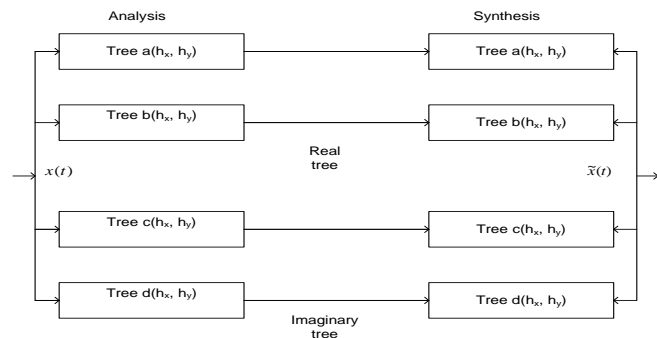 Analysis Synthesis
Tree a(hx, hy) Tree a(hx, hy)
Tree b(hx, hy) Tree b(hx, hy)
Real
tree
x(t) x̃(t)
Tree c(hx, hy) Tree c(hx, hy)
Tree d(hx, hy) Tree d(hx, hy)
Imaginary
tree